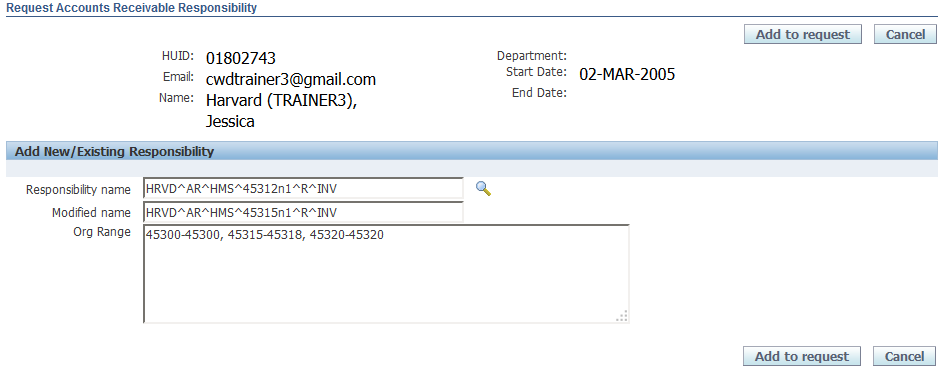 Request Accounts Receivable Responsibility
Add to request Cancel
HUID: 01802743
Email: cwdtrainer3@gmail.com
Name: Harvard (TRAINER3),
Jessica
Department:
Start Date: 02-MAR-2005
End Date:
Add New/Existing Responsibility
Responsibility name HRVD^AR^HMS^45312n1^R^INV
Modified name HRVD^AR^HMS^45315n1^R^INV
Org Range 45300-45300, 45315-45318, 45320-45320
Add to request Cancel